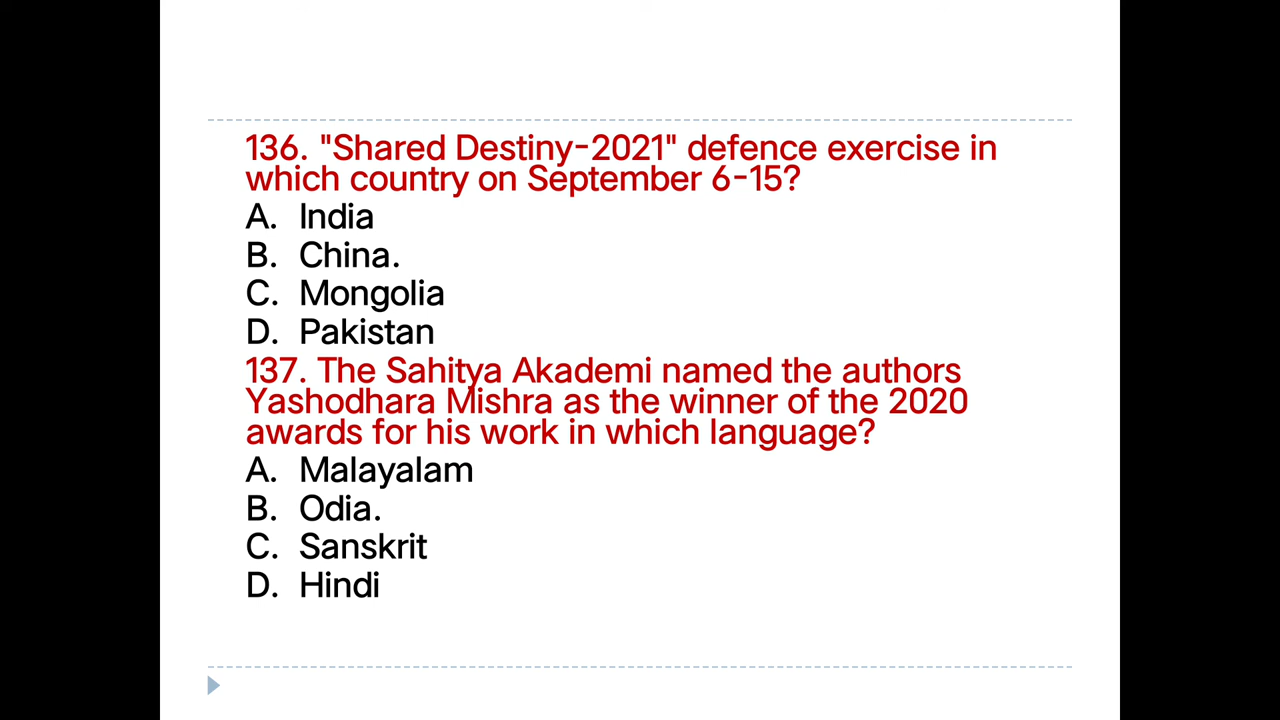 136. "Shared Destiny-2021" defence exercise in
which country on September 6-15?
A. India
B. China.
C. Mongolia
D. Pakistan
137. The Sahitya Akademi named the authors
Yashodhara Mishra as the winner of the 2020
awards for his work in which language?
A. Malayalam
B. Odia.
C. Sanskrit
D. Hindi